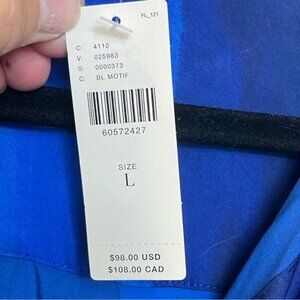 FL_121
C: 4110
V: 025983
S: 0000373
C: BL MOTIF
60572427
SIZE
L
$98.00 USD
$108.00 CAD